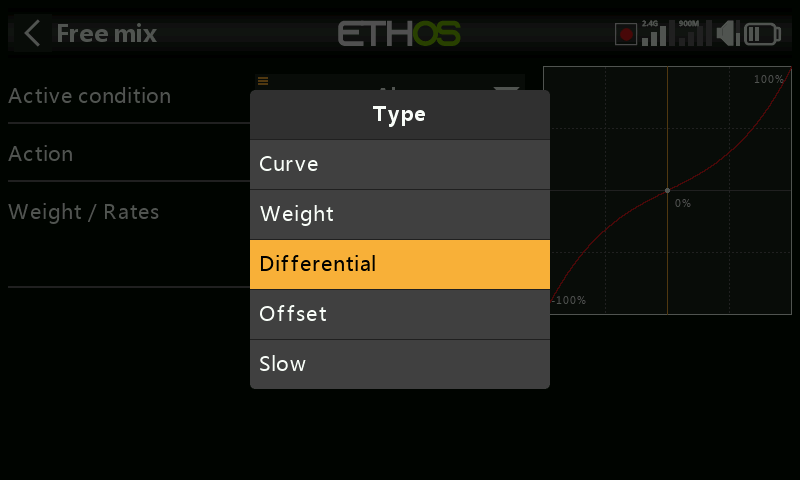 Free mix
ETHOS
2.4G
900M
Active condition
Action
Weight / Rates
Type
Curve
Weight
Differential
Offset
Slow
100%
0%
-100%